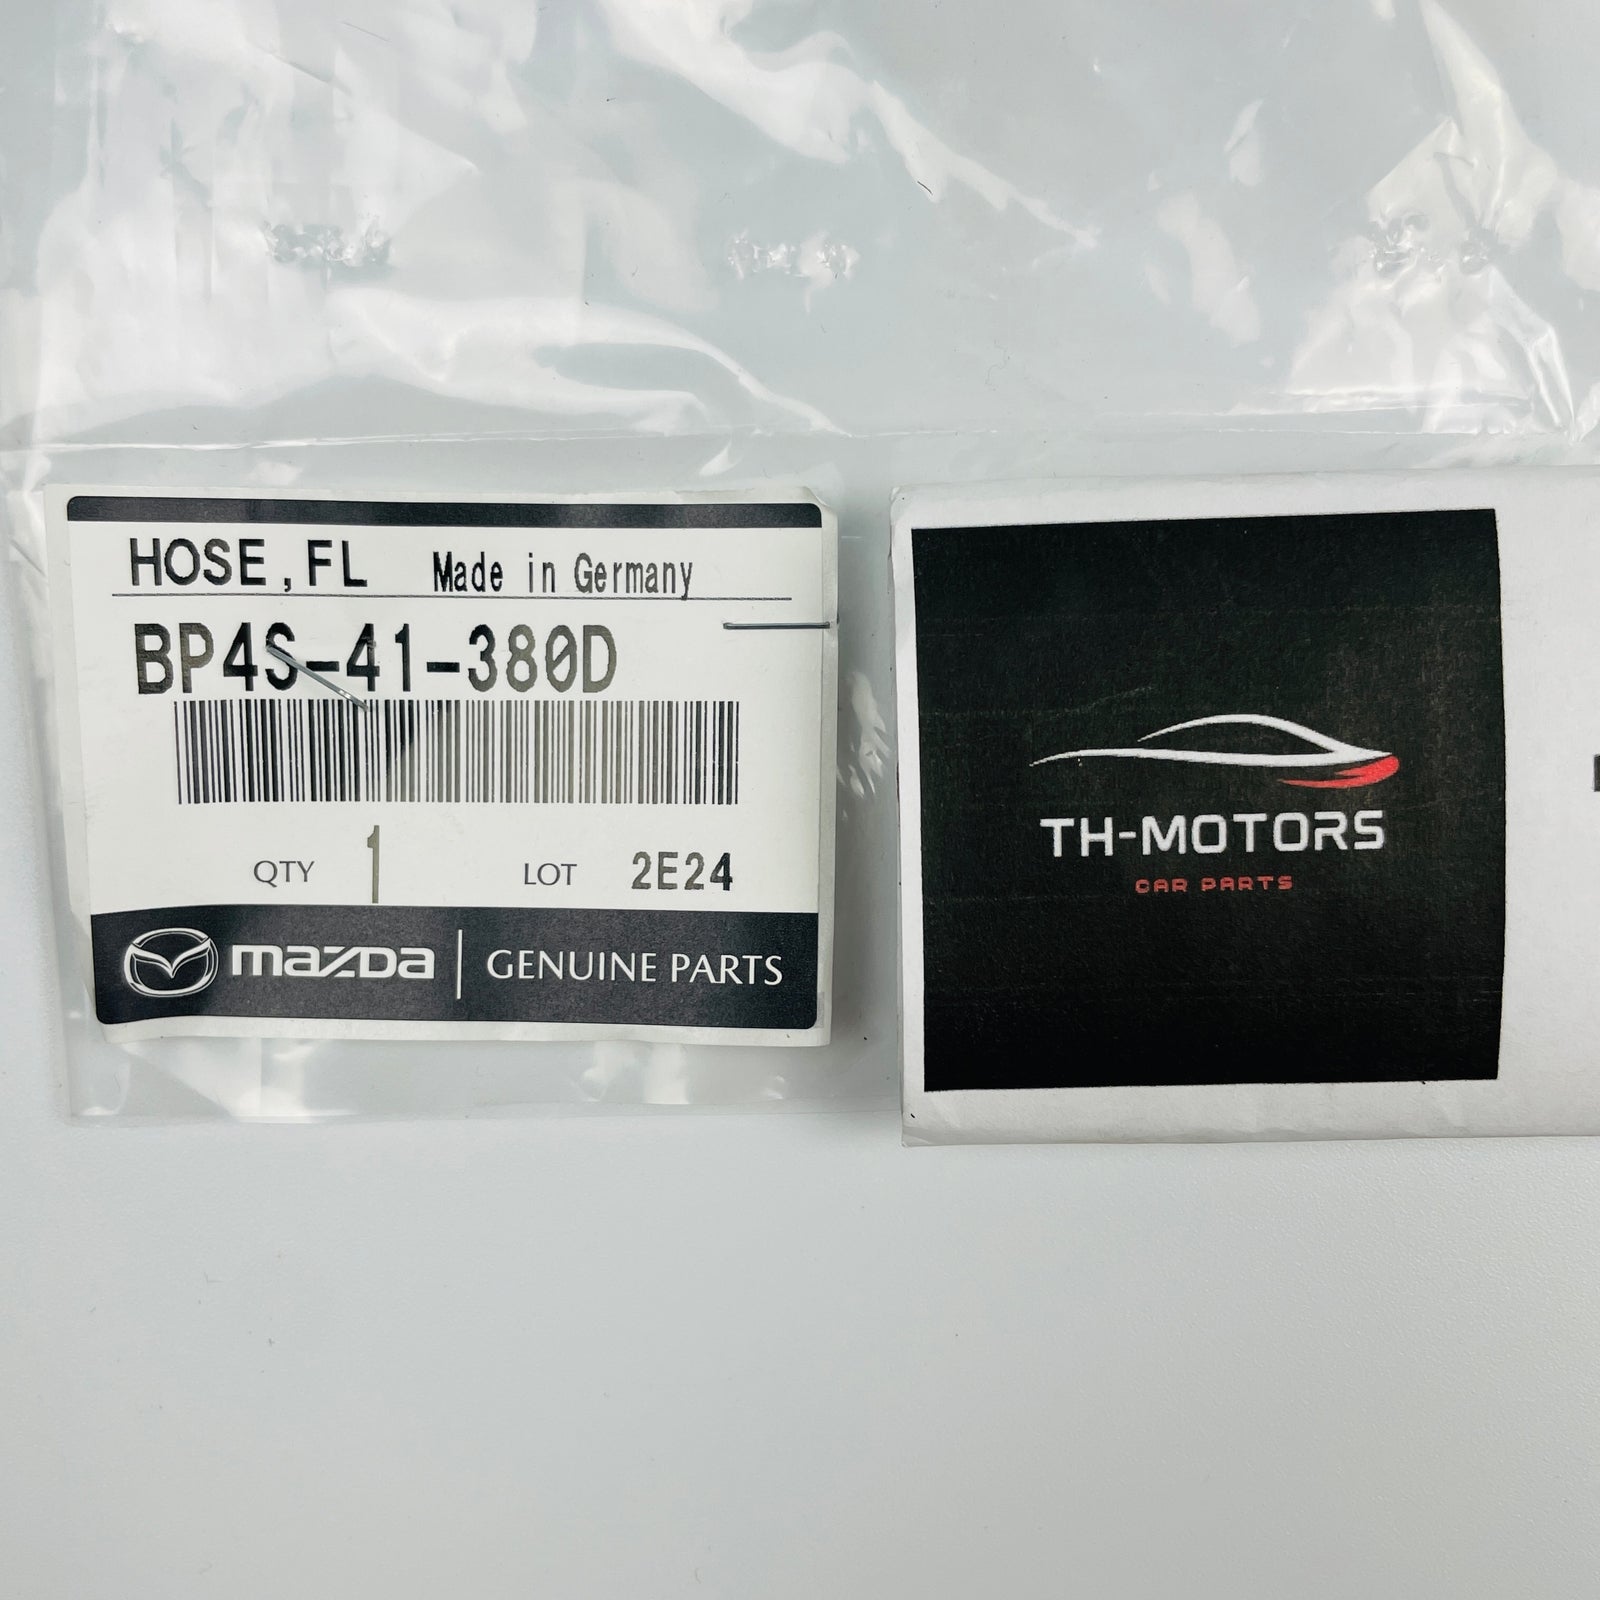 HOSE,FL Made in Germany
BP4S-41-380D
QTY 1 LOT 2E24
mazDa GENUINE PARTS
TH-MOTORS
CAR PARTS